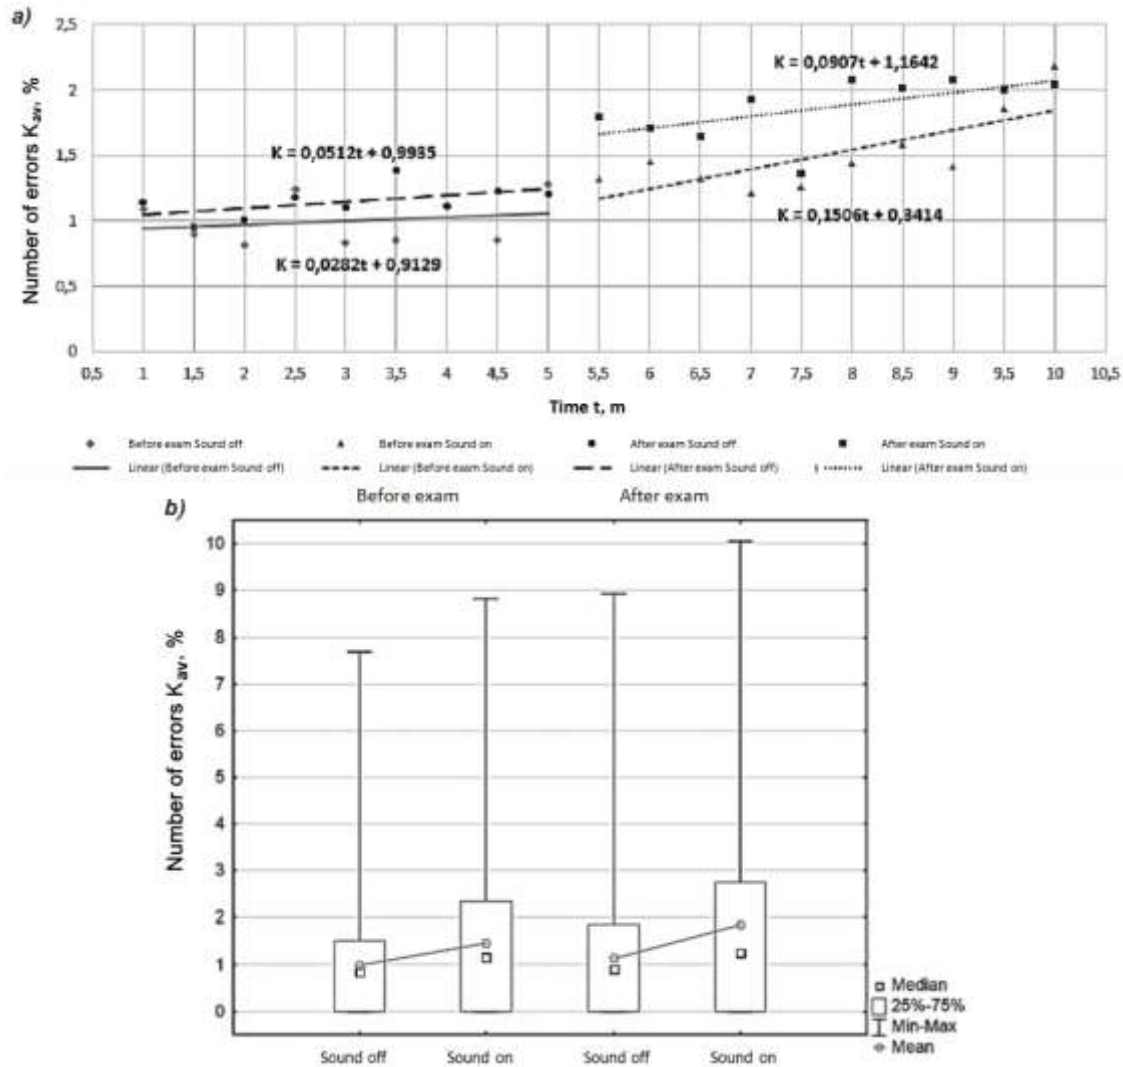 a)
2,5
2
1,5
1
0,5
0
Number of errors Kav, %
K = 0,0907t + 1,1642
K = 0,0512t + 0,9935
K = 0,1506t + 0,3414
K = 0,0282t + 0,9129
0,5 1 1,5 2 2,5 3 3,5 4 4,5 5 5,5 6 6,5 7 7,5 8 8,5 9 9,5 10 10,5
Time t, m
Before exam Sound off Before exam Sound on After exam Sound off After exam Sound on
Linear (Before exam Sound off) Linear (Before exam Sound on) Linear (After exam Sound off) Linear (After exam Sound on)
b)
Before exam After exam
10
9
8
7
6
5
4
3
2
1
0
Number of errors Kav, %
Sound off Sound on Sound off Sound on
Median
25%-75%
Min-Max
Mean